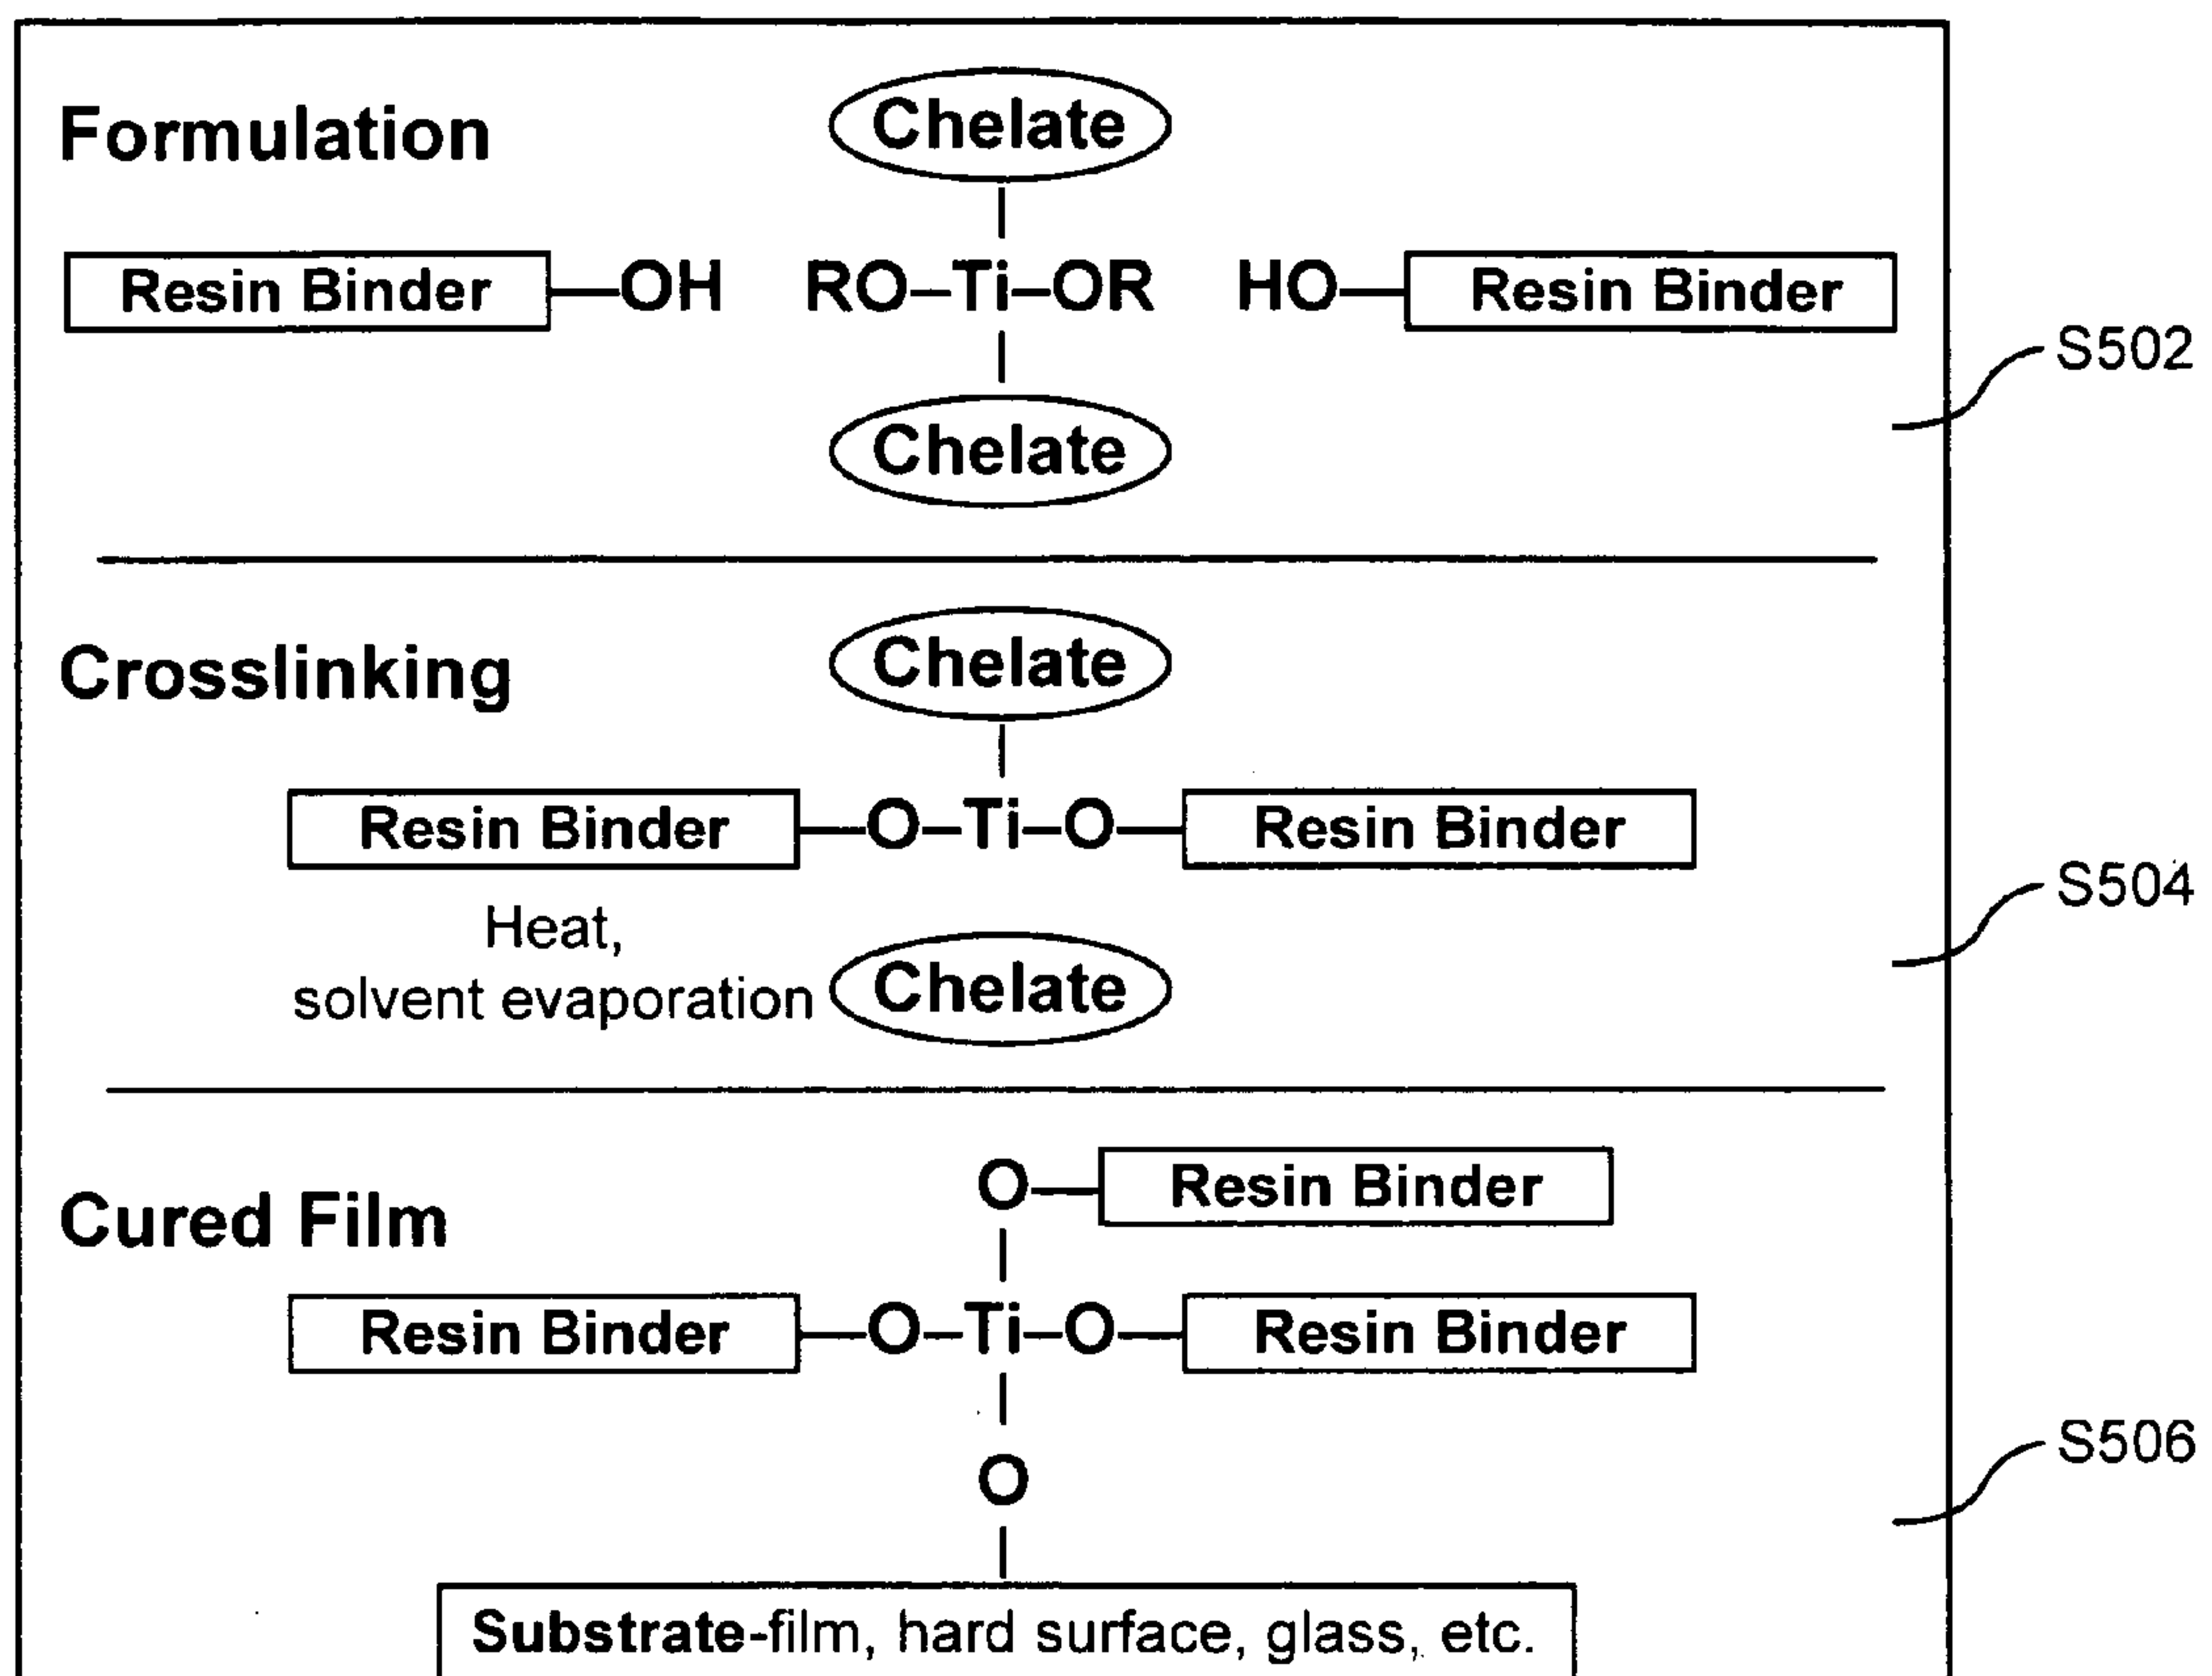 Formulation
Chelate
Resin Binder—OH RO–Ti–OR HO—Resin Binder
S502
Chelate
Crosslinking
Chelate
Resin Binder—O–Ti–O—Resin Binder
S504
Heat,
solvent evaporation
Chelate
Cured Film
O—Resin Binder
Resin Binder—O–Ti–O—Resin Binder
S506
O
Substrate-film, hard surface, glass, etc.